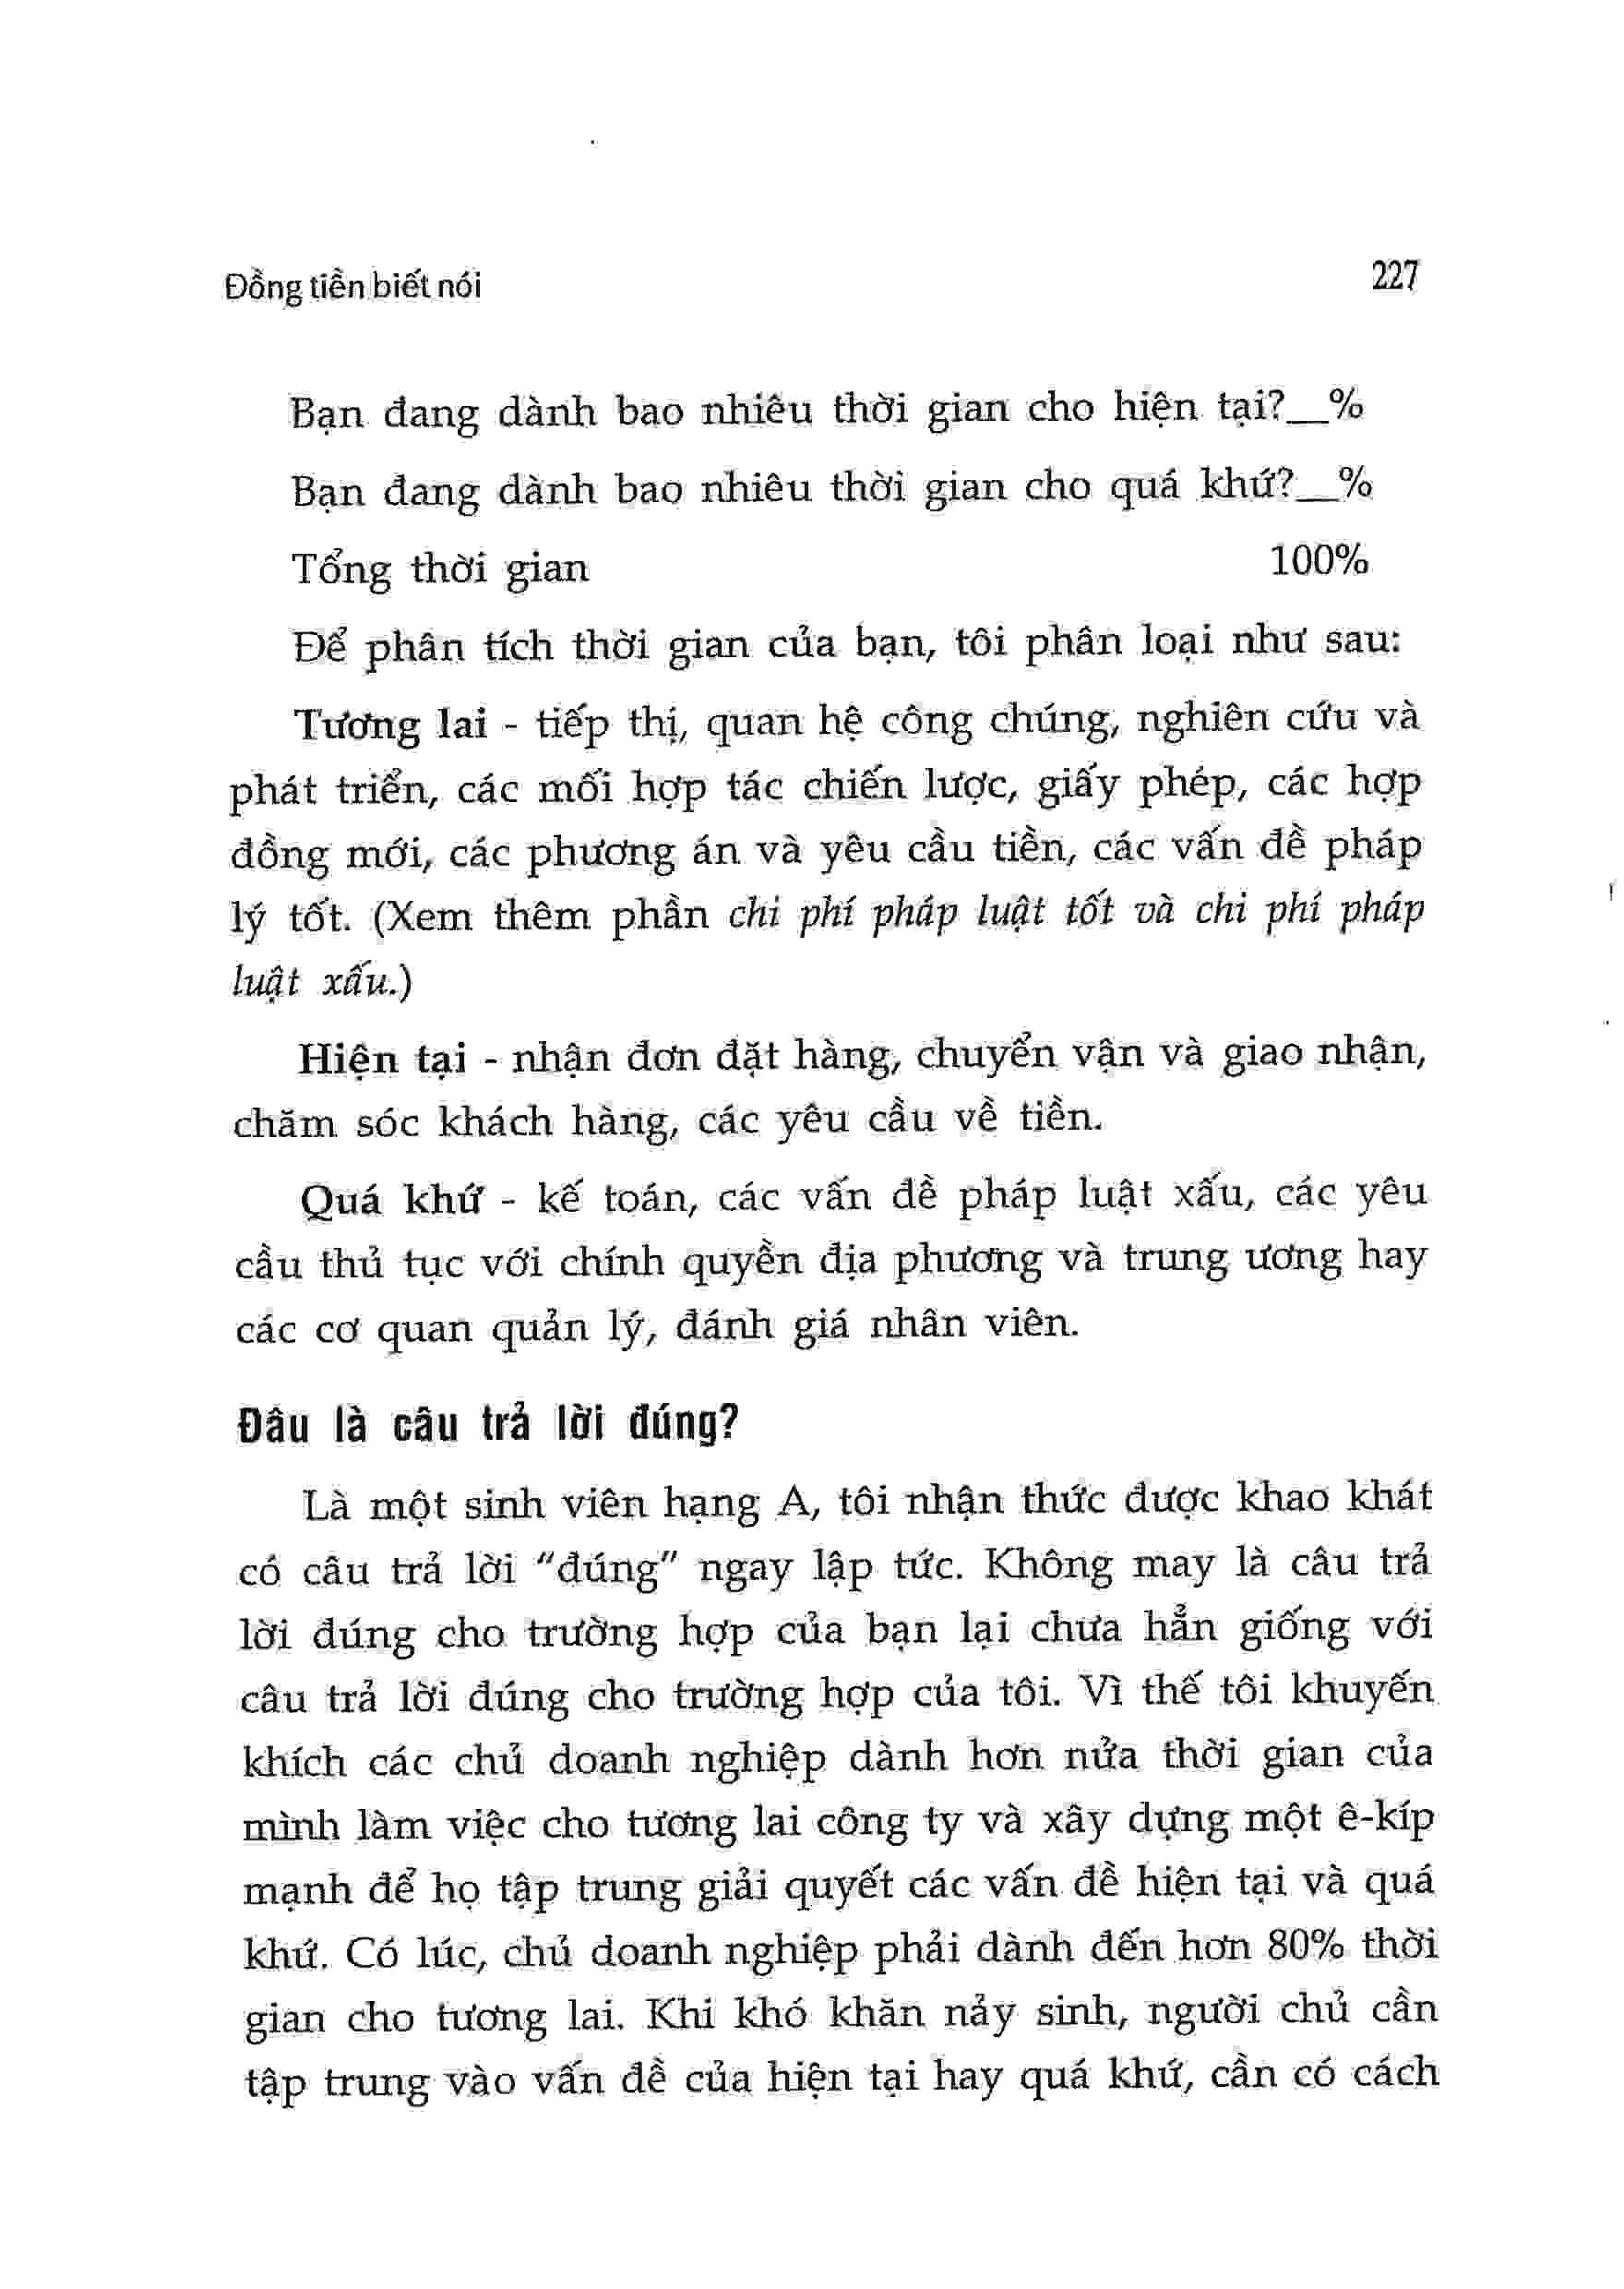 Đồng tiền biết nói 227
Bạn đang dành bao nhiêu thời gian cho hiện tại?__%
Bạn đang dành bao nhiêu thời gian cho quá khứ?__%
Tổng thời gian 100%
Để phân tích thời gian của bạn, tôi phân loại như sau:
Tương lai - tiếp thị, quan hệ công chúng, nghiên cứu và
phát triển, các mối hợp tác chiến lược, giấy phép, các hợp
đồng mới, các phương án và yêu cầu tiền, các vấn đề pháp
lý tốt. (Xem thêm phần chi phí pháp luật tốt và chi phí pháp
luật xấu.)
Hiện tại - nhận đơn đặt hàng, chuyển vận và giao nhận,
chăm sóc khách hàng, các yêu cầu về tiền.
Quá khứ - kế toán, các vấn đề pháp luật xấu, các yêu
cầu thủ tục với chính quyền địa phương và trung ương hay
các cơ quan quản lý, đánh giá nhân viên.
Đâu là câu trả lời đúng?
Là một sinh viên hạng A, tôi nhận thức được khao khát
có câu trả lời “đúng” ngay lập tức. Không may là câu trả
lời đúng cho trường hợp của bạn lại chưa hẳn giống với
câu trả lời đúng cho trường hợp của tôi. Vì thế tôi khuyến
khích các chủ doanh nghiệp dành hơn nửa thời gian của
mình làm việc cho tương lai công ty và xây dựng một ê-kíp
mạnh để họ tập trung giải quyết các vấn đề hiện tại và quá
khứ. Có lúc, chủ doanh nghiệp phải dành đến hơn 80% thời
gian cho tương lai. Khi khó khăn nảy sinh, người chủ cần
tập trung vào vấn đề của hiện tại hay quá khứ, cần có cách